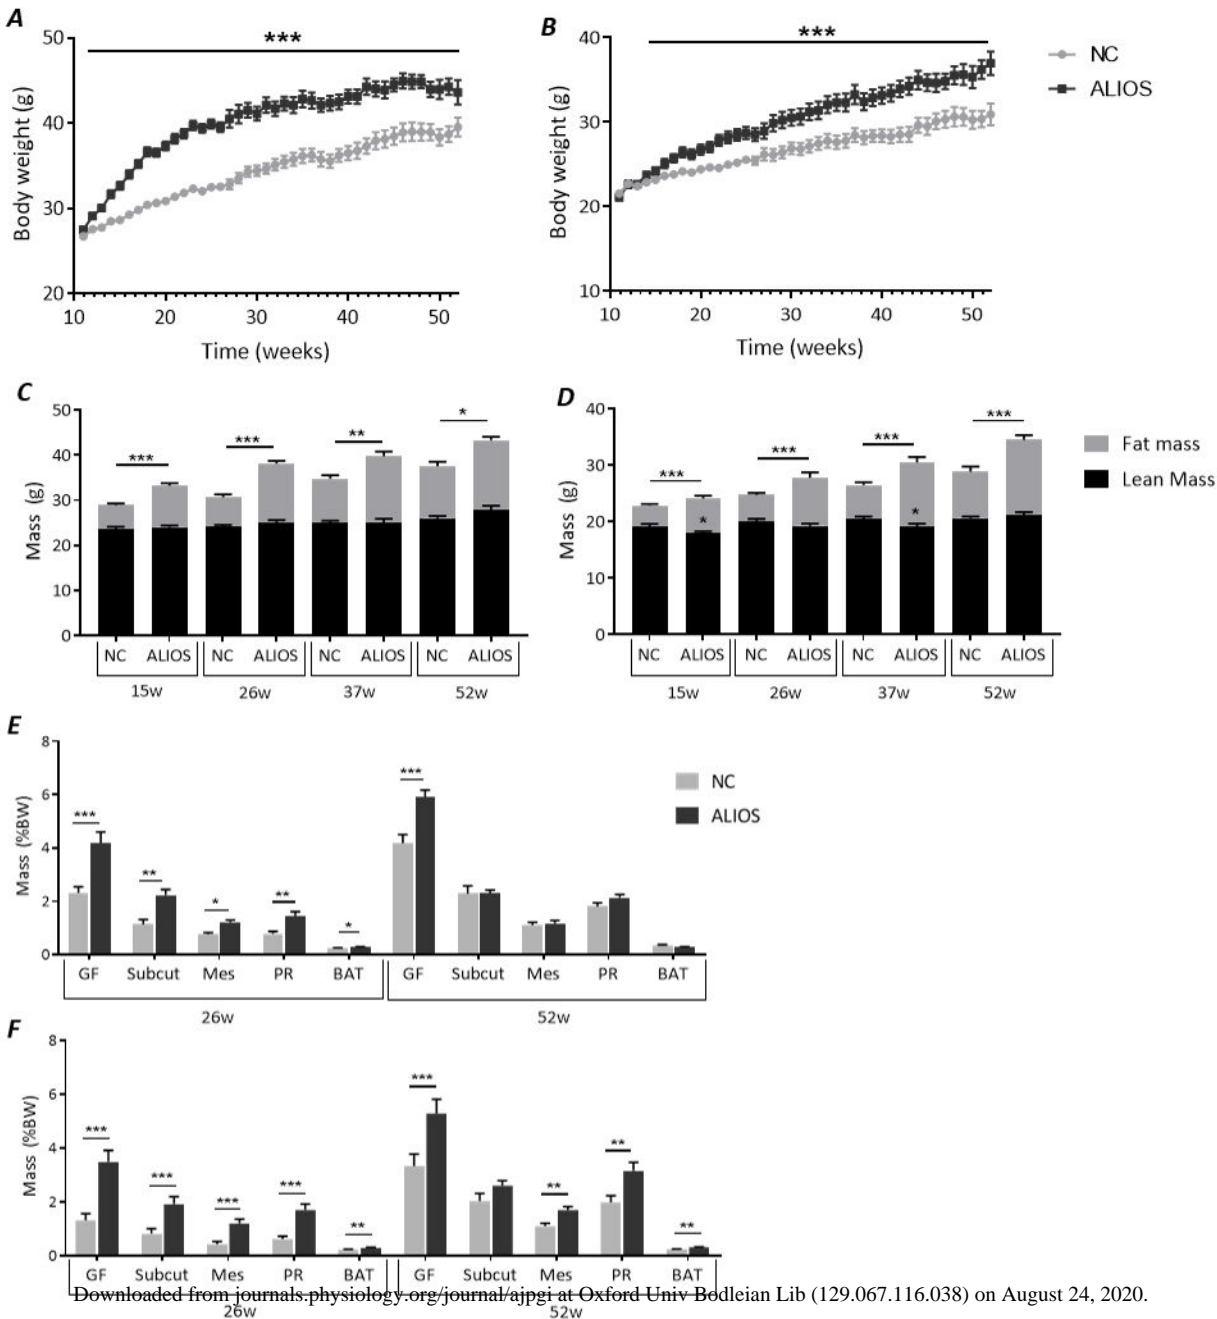 A
50
40
30
20
Body weight (g)
***
10 20 30 40 50
Time (weeks)
B
40
30
20
10
Body weight (g)
***
10 20 30 40 50
Time (weeks)
NC
ALIOS
C
50
40
30
20
10
0
Mass (g)
*** *** ** *
NC ALIOS NC ALIOS NC ALIOS NC ALIOS
15w 26w 37w 52w
D
40
30
20
10
0
Mass (g)
*** *** *** ***
* *
NC ALIOS NC ALIOS NC ALIOS NC ALIOS
15w 26w 37w 52w
Fat mass
Lean Mass
E
8
6
4
2
0
Mass (%BW)
*** ** * ** * ***
GF Subcut Mes PR BAT GF Subcut Mes PR BAT
26w 52w
NC
ALIOS
F
8
6
4
2
0
Mass (%BW)
*** *** *** *** ** *** ** ** **
GF Subcut Mes PR BAT GF Subcut Mes PR BAT
Downloaded from journals.physiology.org/journal/ajpgi at Oxford Univ Bodleian Lib (129.067.116.038) on August 24, 2020.
26w 52w